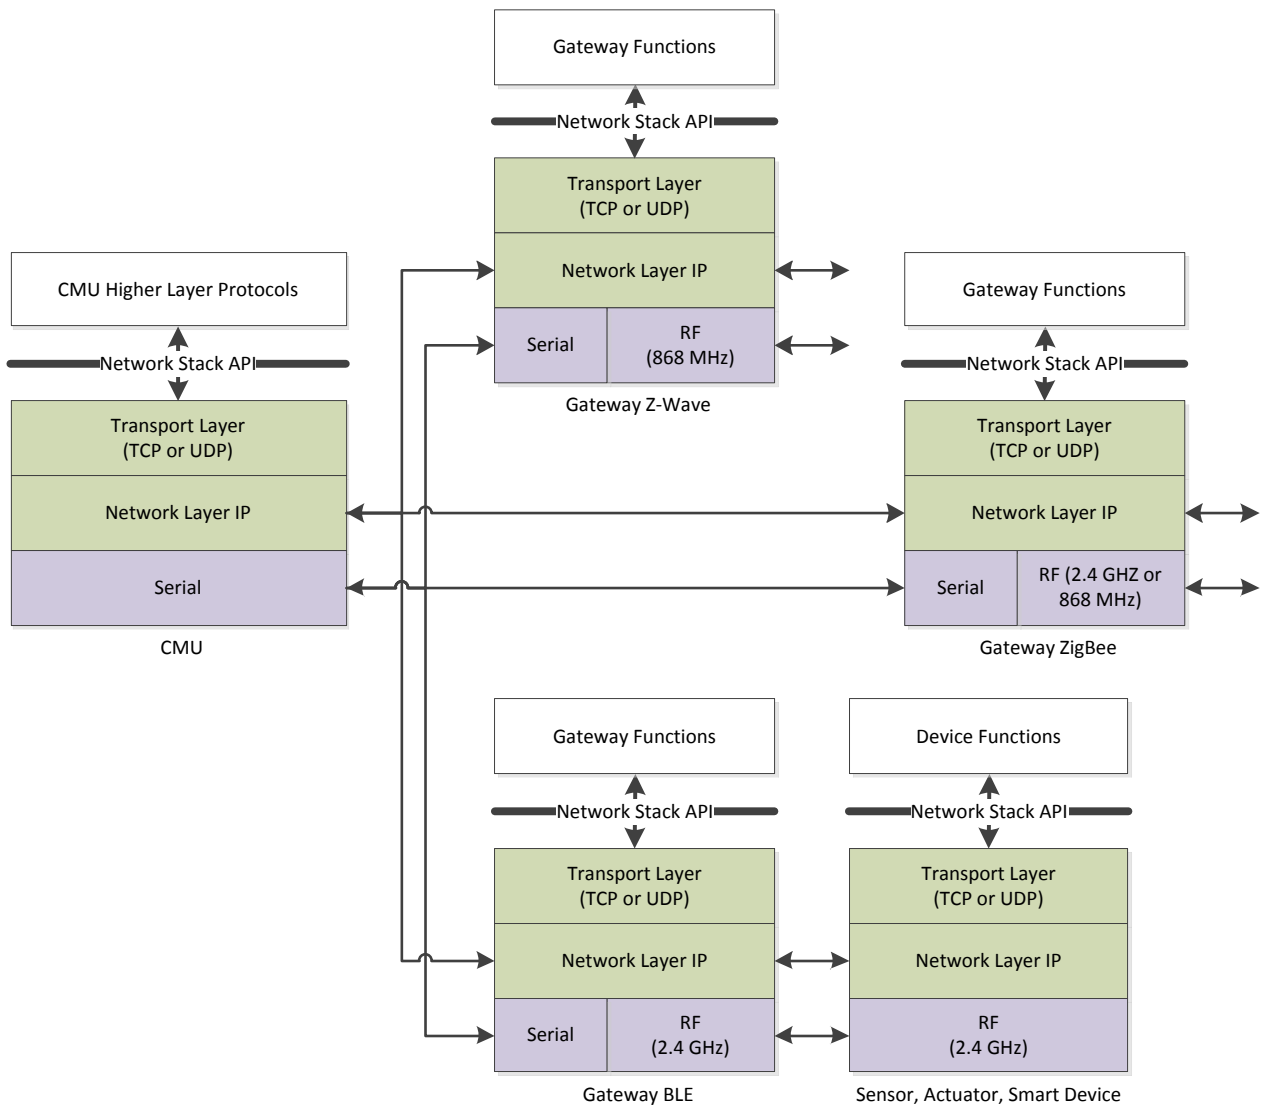 Gateway Functions
Network Stack API
Transport Layer
(TCP or UDP)
Network Layer IP
Serial
RF
(868 MHz)
Gateway Z-Wave
CMU Higher Layer Protocols
Network Stack API
Transport Layer
(TCP or UDP)
Network Layer IP
Serial
CMU
Gateway Functions
Network Stack API
Transport Layer
(TCP or UDP)
Network Layer IP
Serial
RF (2.4 GHZ or
868 MHz)
Gateway ZigBee
Gateway Functions
Network Stack API
Transport Layer
(TCP or UDP)
Network Layer IP
Serial
RF
(2.4 GHz)
Gateway BLE
Device Functions
Network Stack API
Transport Layer
(TCP or UDP)
Network Layer IP
RF
(2.4 GHz)
Sensor, Actuator, Smart Device